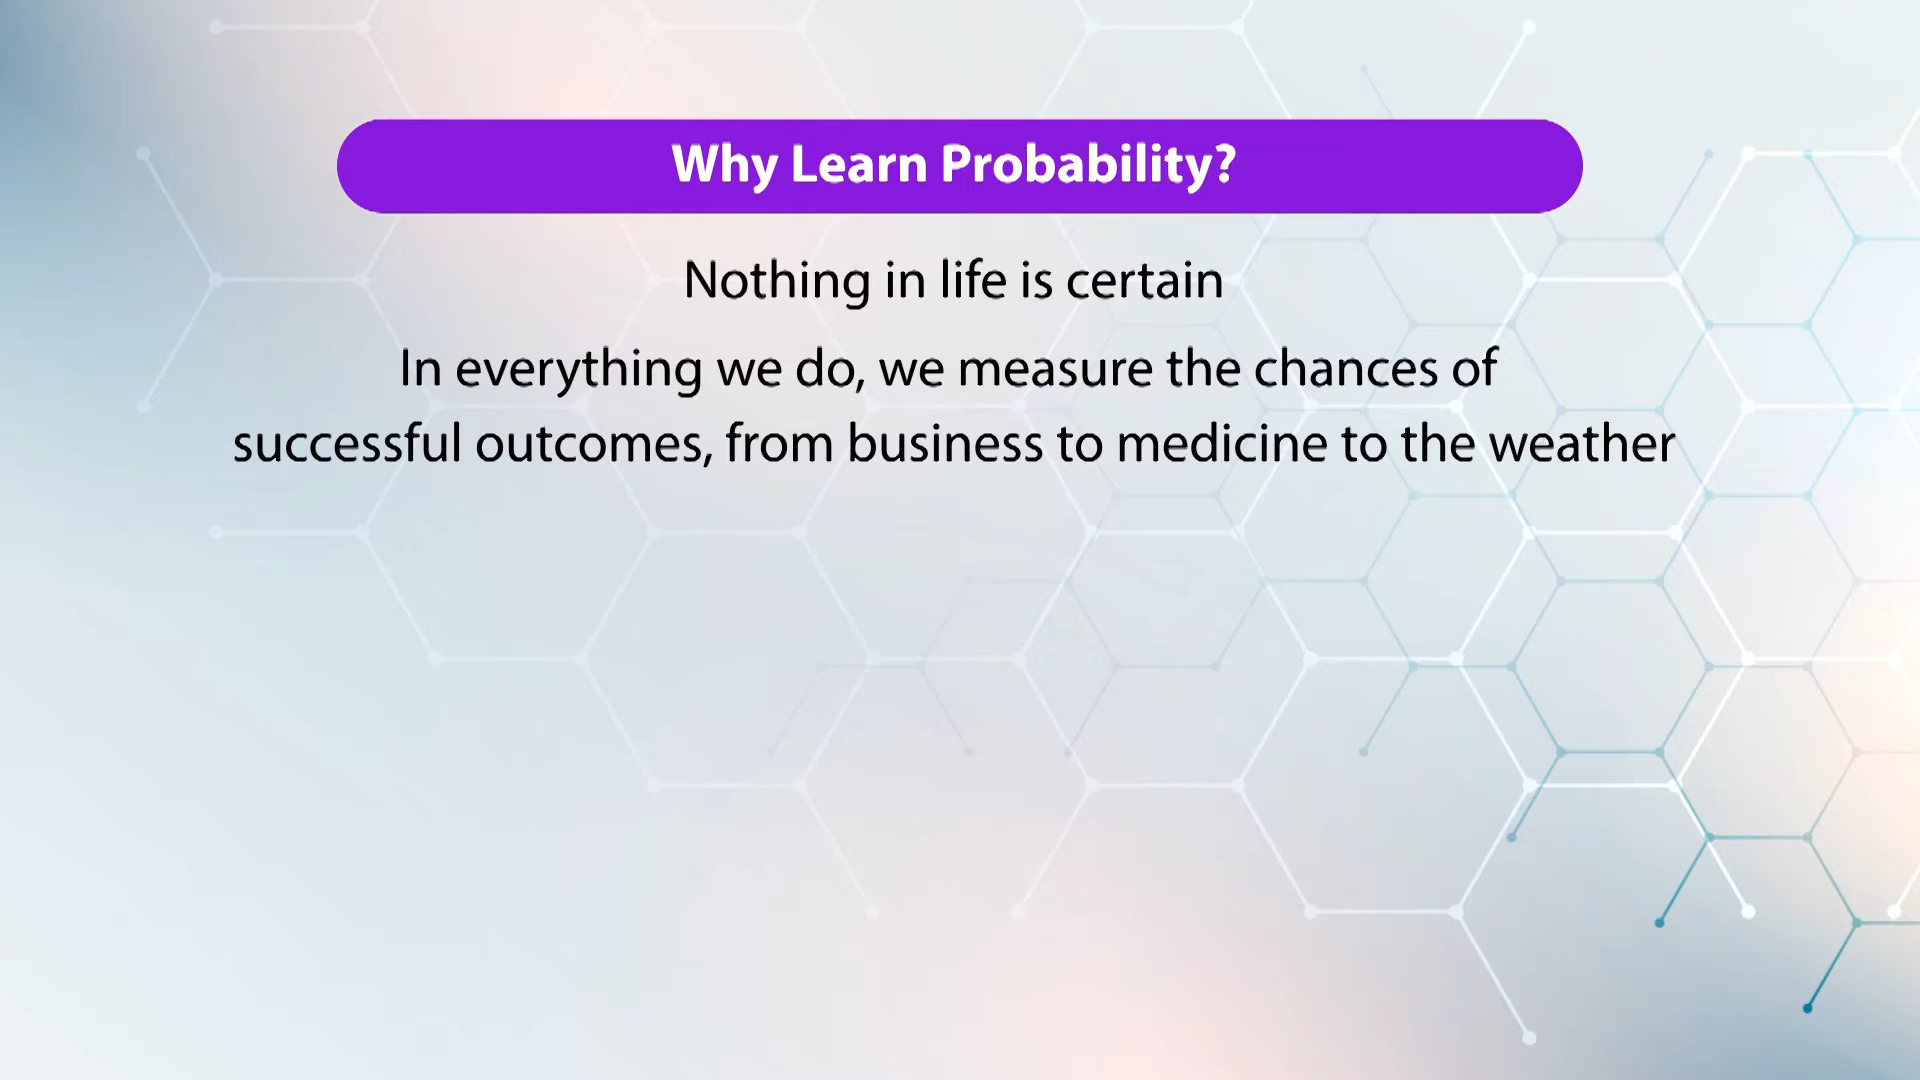 Why Learn Probability?
Nothing in life is certain
In everything we do, we measure the chances of
successful outcomes, from business to medicine to the weather